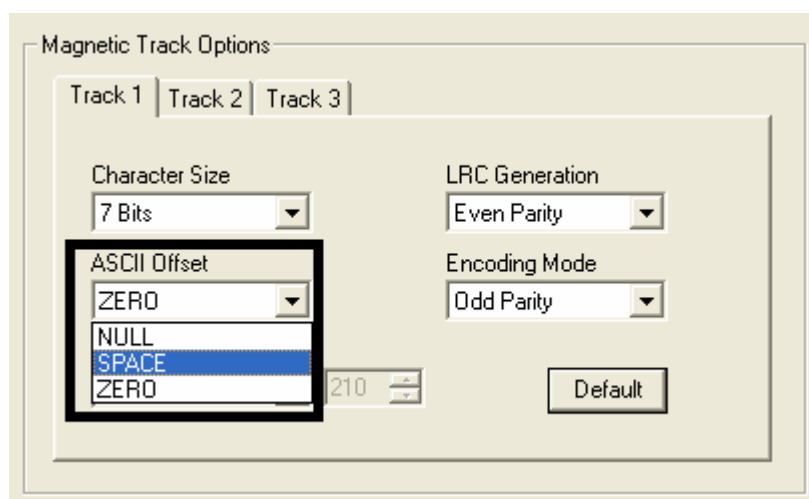 Magnetic Track Options
Track 1 Track 2 Track 3
Character Size LRC Generation
7 Bits Even Parity
ASCII Offset Encoding Mode
ZERO Odd Parity
NULL
SPACE
ZERO 210 Default